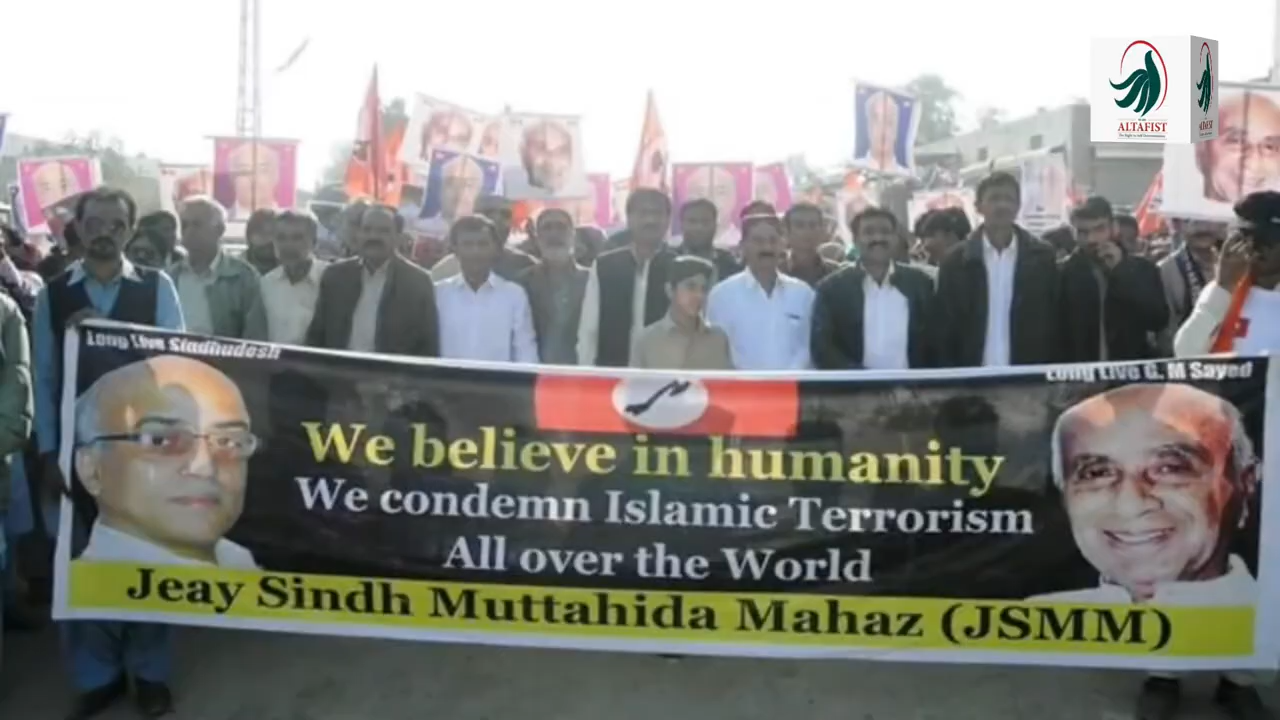 ALTAFIST
Long Live Sindhudesh
Long Live G. M Sayed
We believe in humanity
We condemn Islamic Terrorism
All over the World
Jeay Sindh Muttahida Mahaz (JSMM)